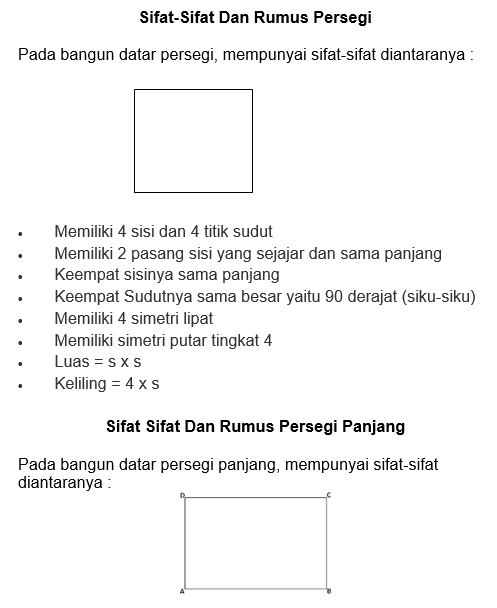 Sifat-Sifat Dan Rumus Persegi
Pada bangun datar persegi, mempunyai sifat-sifat diantaranya :
• Memiliki 4 sisi dan 4 titik sudut
• Memiliki 2 pasang sisi yang sejajar dan sama panjang
• Keempat sisinya sama panjang
• Keempat Sudutnya sama besar yaitu 90 derajat (siku-siku)
• Memiliki 4 simetri lipat
• Memiliki simetri putar tingkat 4
• Luas = s x s
• Keliling = 4 x s
Sifat Sifat Dan Rumus Persegi Panjang
Pada bangun datar persegi panjang, mempunyai sifat-sifat
diantaranya :
D C
A B